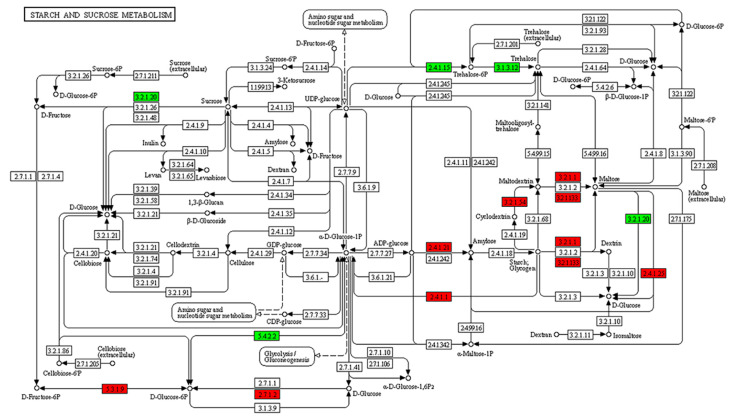 STARCH AND SUCROSE METABOLISM
Amino sugar and
nucleotide sugar metabolism
D-Fructose-6P
Sucrose-6P
3.2.1.26
2.7.1.211
Sucrose
(extracellular)
D-Glucose-6P
D-Fructose
Sucrose-6P
3.1.3.24
2.4.1.14
3-Ketosucrose
1.1.99.13
UDP-glucose
3.2.1.26
3.2.1.48
Sucrose
2.4.1.13
2.4.1.9
2.4.1.4
Inulin
Amylose
2.4.1.10
2.4.1.5
D-Fructose
Levan
3.2.1.64
3.2.1.65
Levanbiose
Dextran
2.4.1.7
2.7.1.1
2.7.1.4
3.2.1.39
3.2.1.58
2.4.1.34
1,3-β-Glucan
D-Glucose
3.2.1.21
2.4.1.35
β-D-Glucoside
3.2.1.21
2.4.1.12
α-D-Glucose-1P
2.4.1.20
3.2.1.21
3.2.1.74
3.2.1.4
3.2.1.91
Cellodextrin
3.2.1.4
2.4.1.29
GDP-glucose
2.7.7.34
Cellobiose
Cellulose
3.2.1.91
3.6.1.-
Amino sugar and
nucleotide sugar metabolism
CDP-glucose
2.7.7.33
3.2.1.86
Cellobiose
(extracellular)
2.7.1.205
Cellobiose-6P
Glycolysis /
Gluconeogenesis
D-Fructose-6P
D-Glucose-6P
2.7.1.1
3.1.3.9
2.7.1.41
D-Glucose
2.7.1.10
2.7.1.106
α-D-Glucose-1,6P2
2.7.7.9
3.6.1.9
2.4.1.15
3.1.3.12
Trehalose-6P
Trehalose
2.7.1.201
Trehalose
(extracellular)
3.2.1.122
3.2.1.93
D-Glucose-6P
3.2.1.28
D-Glucose
2.4.1.64
D-Glucose
2.4.1.245
2.4.1.245
D-Glucose-6P
5.4.2.6
β-D-Glucose-1P
3.2.1.122
3.2.1.141
Maltooligosyl-
trehalose
5.4.99.15
5.4.99.16
2.4.1.8
Maltose-6P
3.1.3.90
2.7.1.208
Maltose
(extracellular)
2.4.1.11
2.4.1.242
Maltodextrin
3.2.1.2
Maltose
3.2.1.54
Cyclodextrin
2.4.1.19
3.2.1.68
3.2.1.20
2.7.1.175
ADP-glucose
2.7.7.27
2.4.1.21
2.4.1.242
Amylose
2.4.1.18
Starch;
Glycogen
3.2.1.1
3.2.1.2
Dextrin
3.2.1.3
3.2.1.10
2.4.1.25
3.6.1.21
2.4.1.1
3.2.1.3
D-Glucose
3.2.1.10
2.4.99.16
Dextran
3.2.1.11
Isomaltose
2.4.1.342
α-Maltose-1P